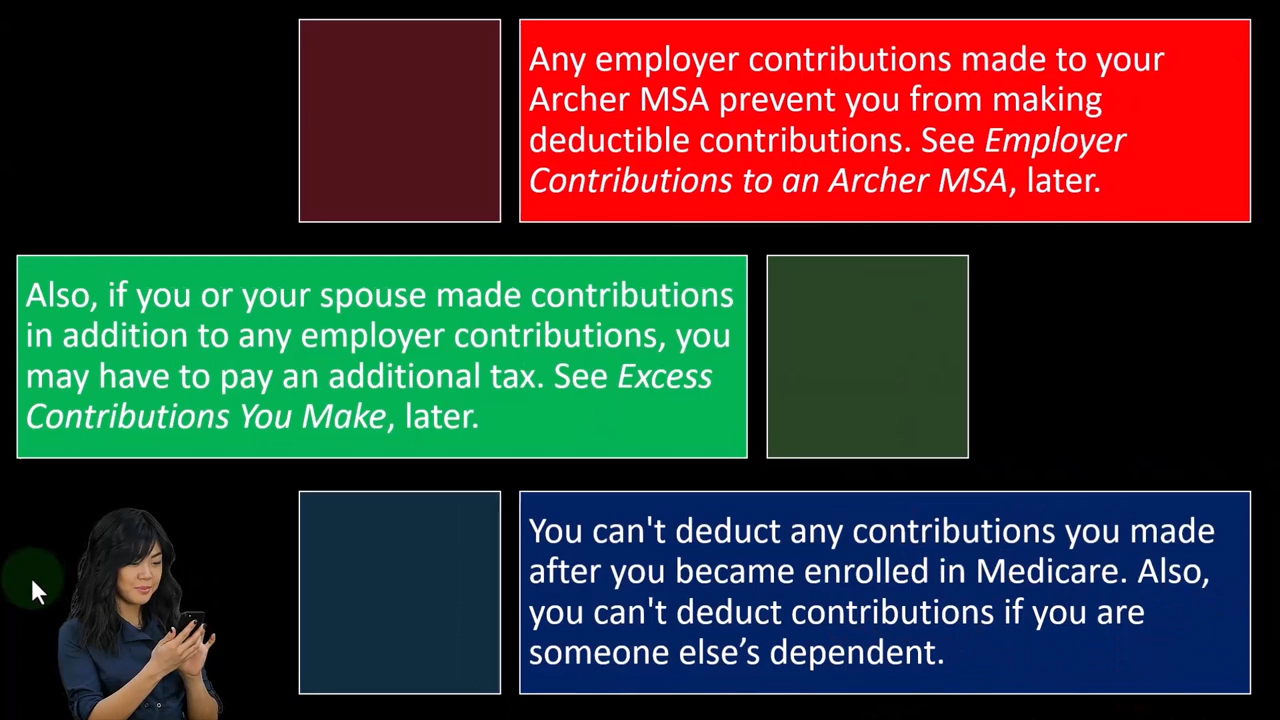 Any employer contributions made to your
Archer MSA prevent you from making
deductible contributions. See Employer
Contributions to an Archer MSA, later.
Also, if you or your spouse made contributions
in addition to any employer contributions, you
may have to pay an additional tax. See Excess
Contributions You Make, later.
You can't deduct any contributions you made
after you became enrolled in Medicare. Also,
you can't deduct contributions if you are
someone else’s dependent.